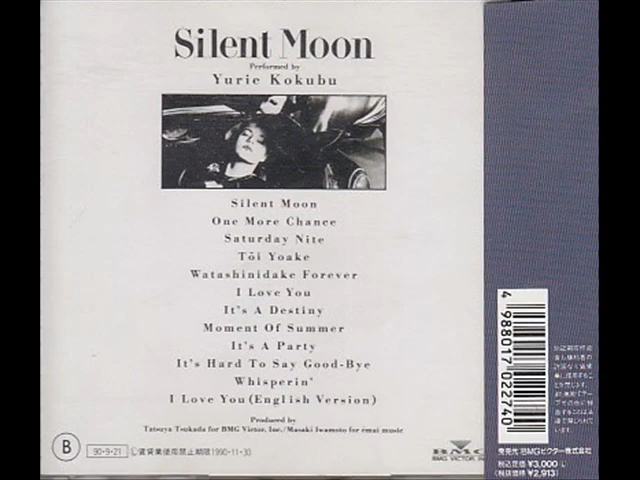 Silent Moon
Performed by
Yurie Kokubu
Silent Moon
One More Chance
Saturday Nite
Tōi Yoake
Watashinidake Forever
I Love You
It's A Destiny
Moment Of Summer
It's A Party
It's Hard To Say Good-Bye
Whisperin'
I Love You (English Version)
Produced by
Tatsuya Tsukada for BMG Victor, Inc./Masaki Iwamoto for émai music
B
90・9・21
賃貸業使用禁止期限1990・11・30
BMG
BMG VICTOR, INC
4 988017 022740
発売元 BMGビクター株式会社
(税込定価)¥3,000
(税抜価格)¥2,913